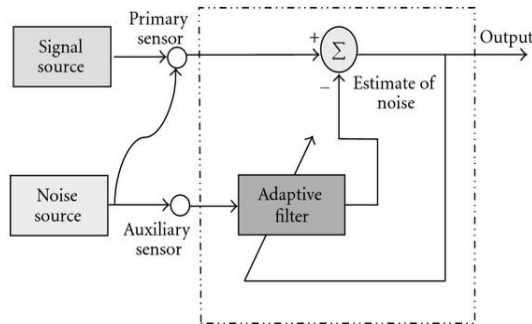 Primary
sensor
Signal
source
+
Σ
Output
−
Estimate of
noise
Noise
source
Auxiliary
sensor
Adaptive
filter